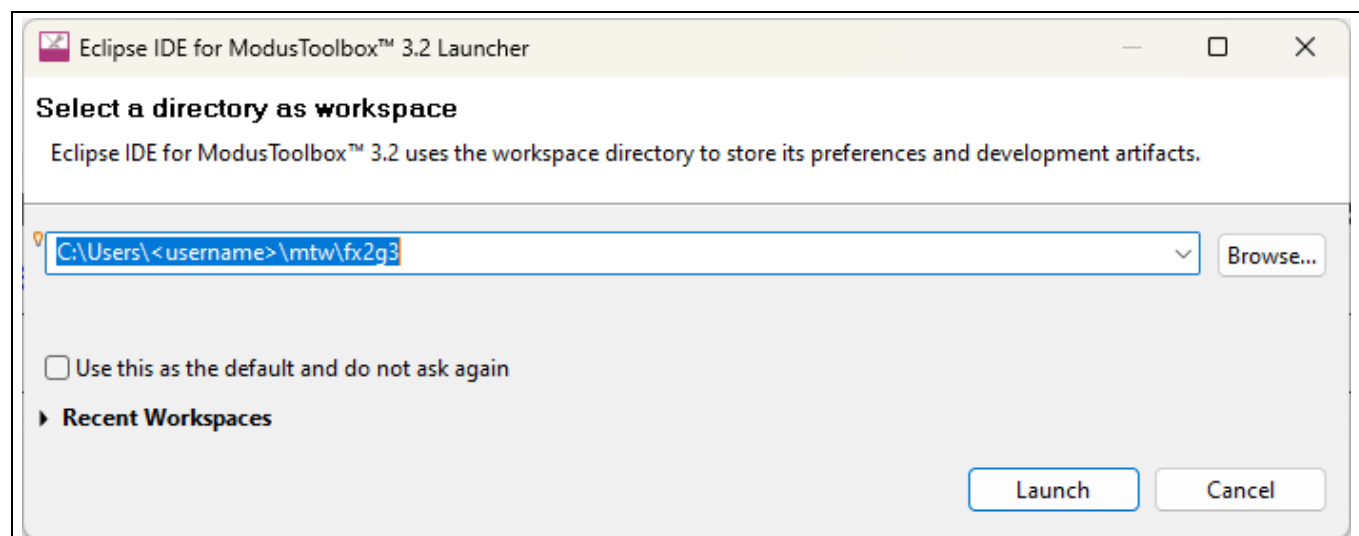 Eclipse IDE for ModusToolbox™ 3.2 Launcher
Select a directory as workspace
Eclipse IDE for ModusToolbox™ 3.2 uses the workspace directory to store its preferences and development artifacts.
C:\Users\<username>\mtw\fx2g3
Browse...
Use this as the default and do not ask again
Recent Workspaces
Launch
Cancel